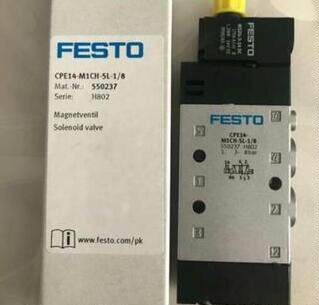 FESTO
CPE14-M1CH-5L-1/8
Mat.-Nr.: 550237
Serie: H802
Magnetventil
Solenoid valve
www.festo.com/pk
FESTO
CPE14-
M1CH-5L-1/8
550237 H802